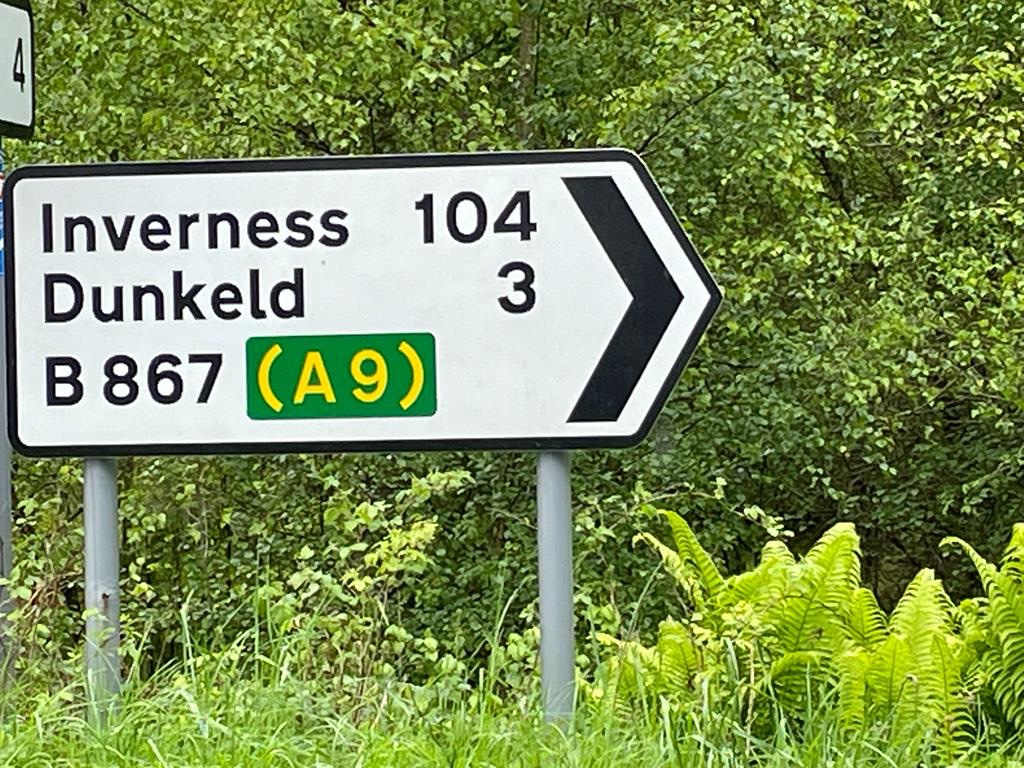 4
Inverness 104
Dunkeld 3
B 867 (A 9)